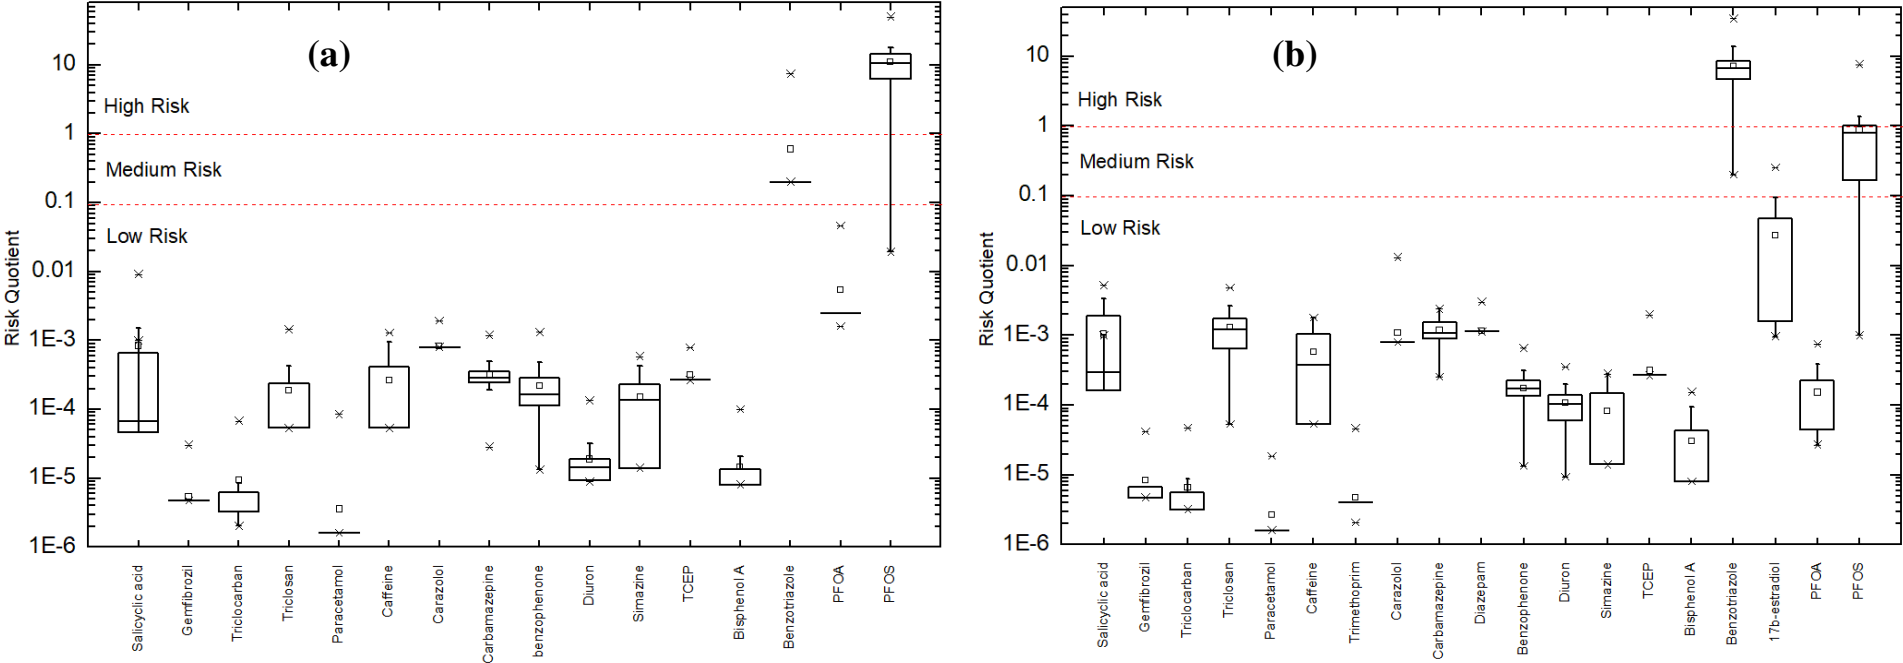 (a)
10
High Risk
1
Medium Risk
0.1
Low Risk
0.01
1E-3
1E-4
1E-5
1E-6
Risk Quotient
Salicyclic acid
Gemfibrozil
Triclocarban
Triclosan
Paracetamol
Caffeine
Carazolol
Carbamazepine
benzophenone
Diuron
Simazine
TCEP
Bisphenol A
Benzotriazole
PFOA
PFOS
(b)
10
High Risk
1
Medium Risk
0.1
Low Risk
0.01
1E-3
1E-4
1E-5
1E-6
Risk Quotient
Salicyclic acid
Gemfibrozil
Triclocarban
Triclosan
Paracetamol
Caffeine
Trimethoprim
Carazolol
Carbamazepine
Diazepam
Benzophenone
Diuron
Simazine
TCEP
Bisphenol A
Benzotriazole
17b-estradiol
PFOA
PFOS